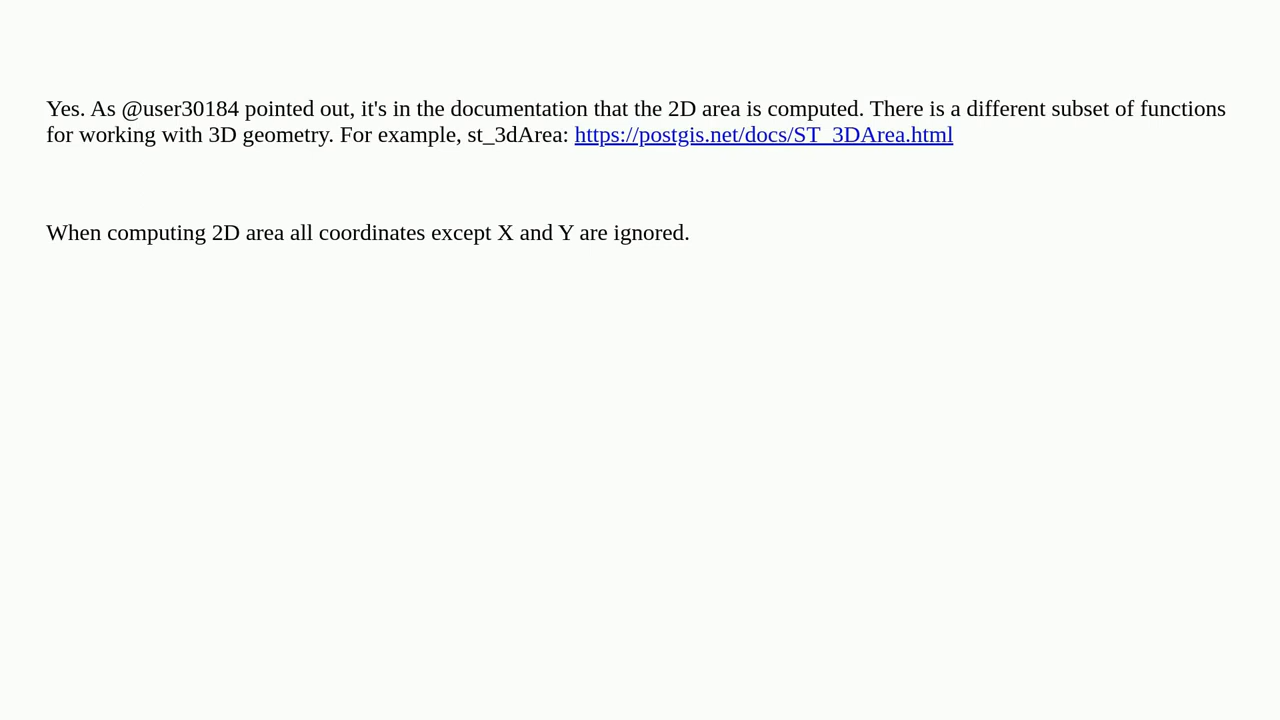 Yes. As @user30184 pointed out, it's in the documentation that the 2D area is computed. There is a different subset of functions
for working with 3D geometry. For example, st_3dArea: https://postgis.net/docs/ST_3DArea.html
When computing 2D area all coordinates except X and Y are ignored.